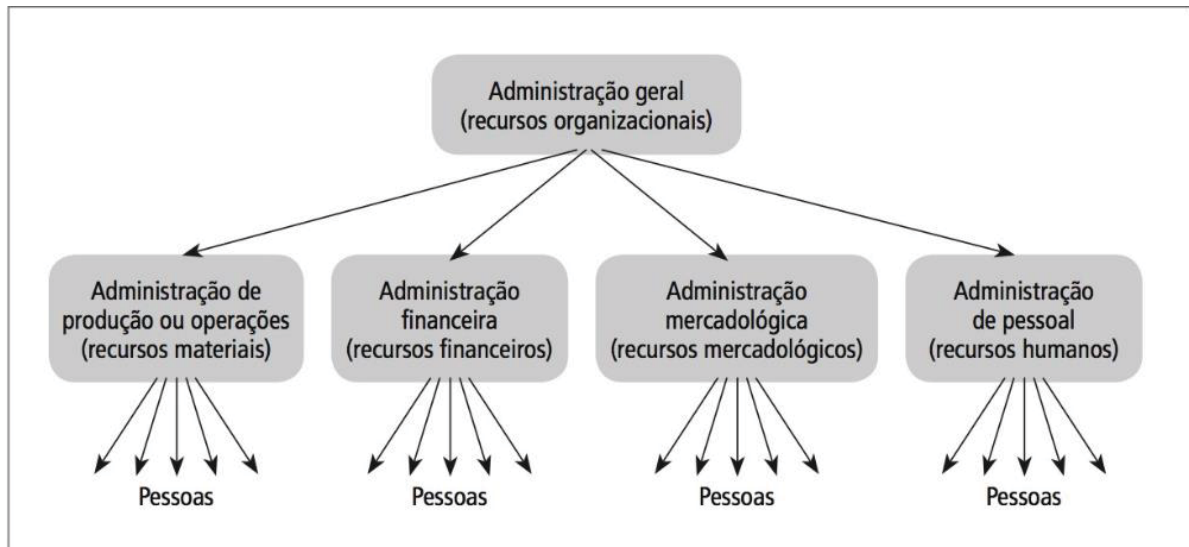 Administração geral
(recursos organizacionais)
Administração de
produção ou operações
(recursos materiais)
Administração
financeira
(recursos financeiros)
Administração
mercadológica
(recursos mercadológicos)
Administração
de pessoal
(recursos humanos)
Pessoas
Pessoas
Pessoas
Pessoas